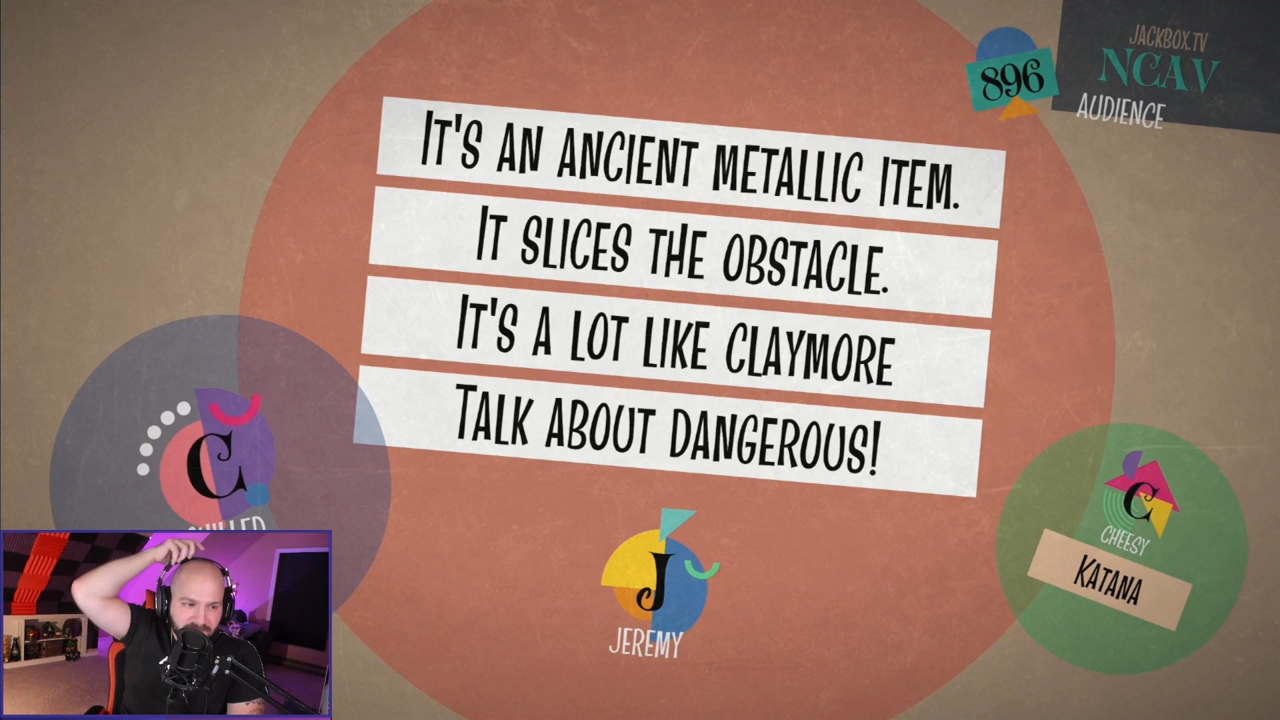 JACKBOX.TV
NCAV
896
AUDIENCE
IT'S AN ANCIENT METALLIC ITEM.
IT SLICES THE OBSTACLE.
IT'S A LOT LIKE CLAYMORE
TALK ABOUT DANGEROUS!
C
CHILLED
J
JEREMY
C
CHEESY
KATANA